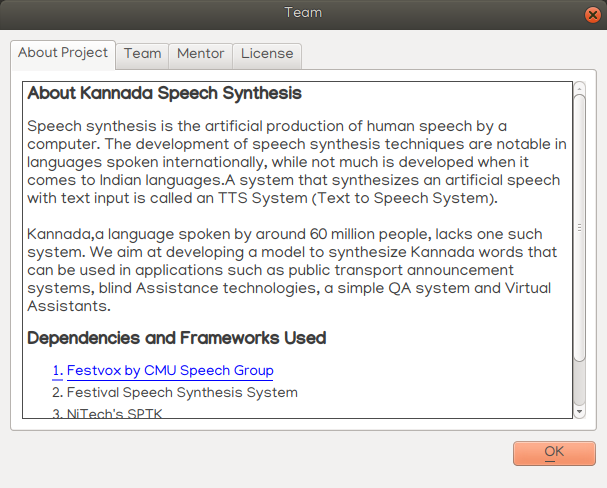 Team
About Project
Team
Mentor
License
About Kannada Speech Synthesis
Speech synthesis is the artificial production of human speech by a
computer. The development of speech synthesis techniques are notable in
languages spoken internationally, while not much is developed when it
comes to Indian languages.A system that synthesizes an artificial speech
with text input is called an TTS System (Text to Speech System).
Kannada,a language spoken by around 60 million people, lacks one such
system. We aim at developing a model to synthesize Kannada words that
can be used in applications such as public transport announcement
systems, blind Assistance technologies, a simple QA system and Virtual
Assistants.
Dependencies and Frameworks Used
1. Festvox by CMU Speech Group
2. Festival Speech Synthesis System
3. NiTech's SPTK
OK